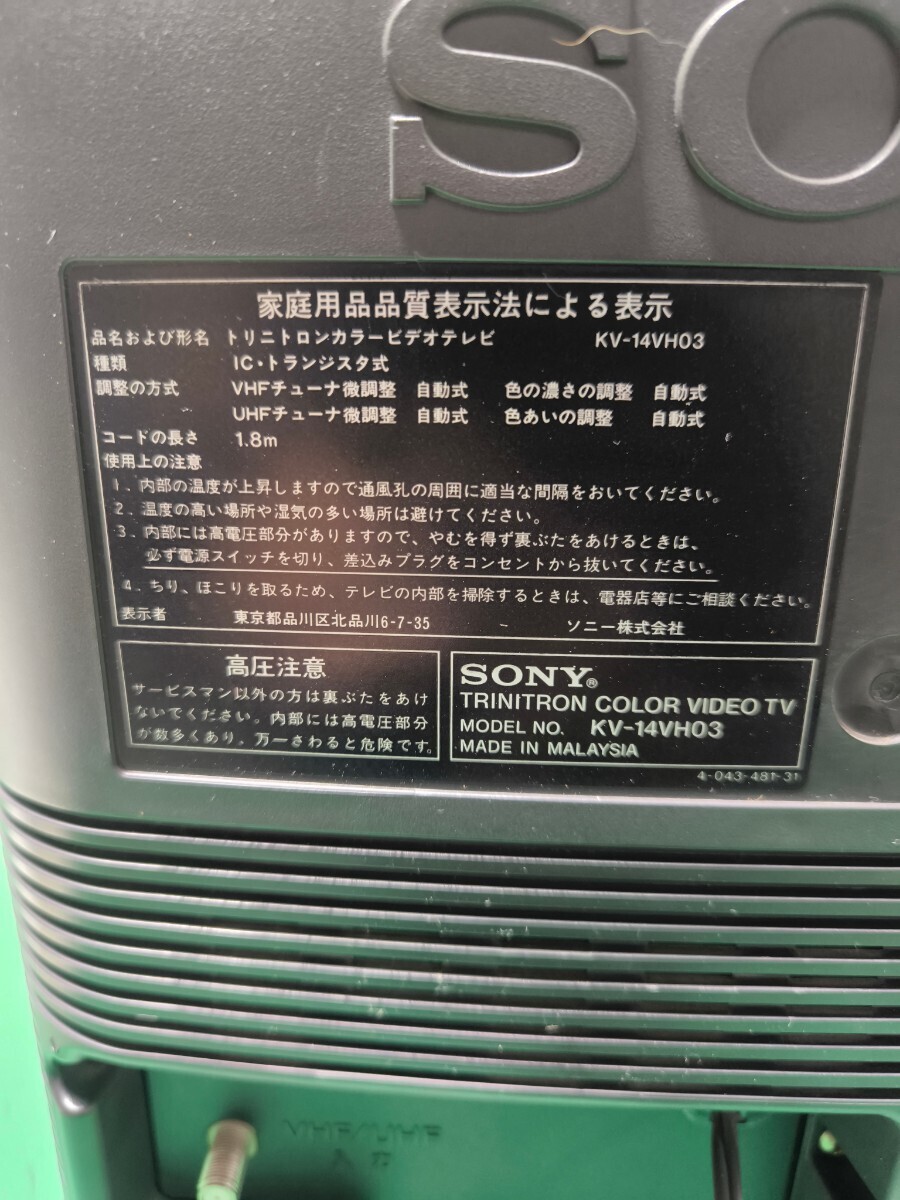 SO
家庭用品品質表示法による表示
品名および形名 トリニトロンカラービデオテレビ KV-14VH03
種類 IC・トランジスタ式
調整の方式 VHFチューナ微調整 自動式 色の濃さの調整 自動式
UHFチューナ微調整 自動式 色あいの調整 自動式
コードの長さ 1.8m
使用上の注意
1．内部の温度が上昇しますので通風孔の周囲に適当な間隔をおいてください。
2．温度の高い場所や湿気の多い場所は避けてください。
3．内部には高電圧部分がありますので、やむを得ず裏ぶたをあけるときは、
必ず電源スイッチを切り、差込みプラグをコンセントから抜いてください。
4．ちり、ほこりを取るため、テレビの内部を掃除するときは、電器店等にご相談ください。
表示者 東京都品川区北品川6-7-35 ソニー株式会社
高圧注意
サービスマン以外の方は裏ぶたをあけ
ないでください。内部には高電圧部分
が数多くあり、万一さわると危険です。
SONY®
TRINITRON COLOR VIDEO TV
MODEL NO. KV-14VH03
MADE IN MALAYSIA
4-043-481-31
VHF/UHF
入力